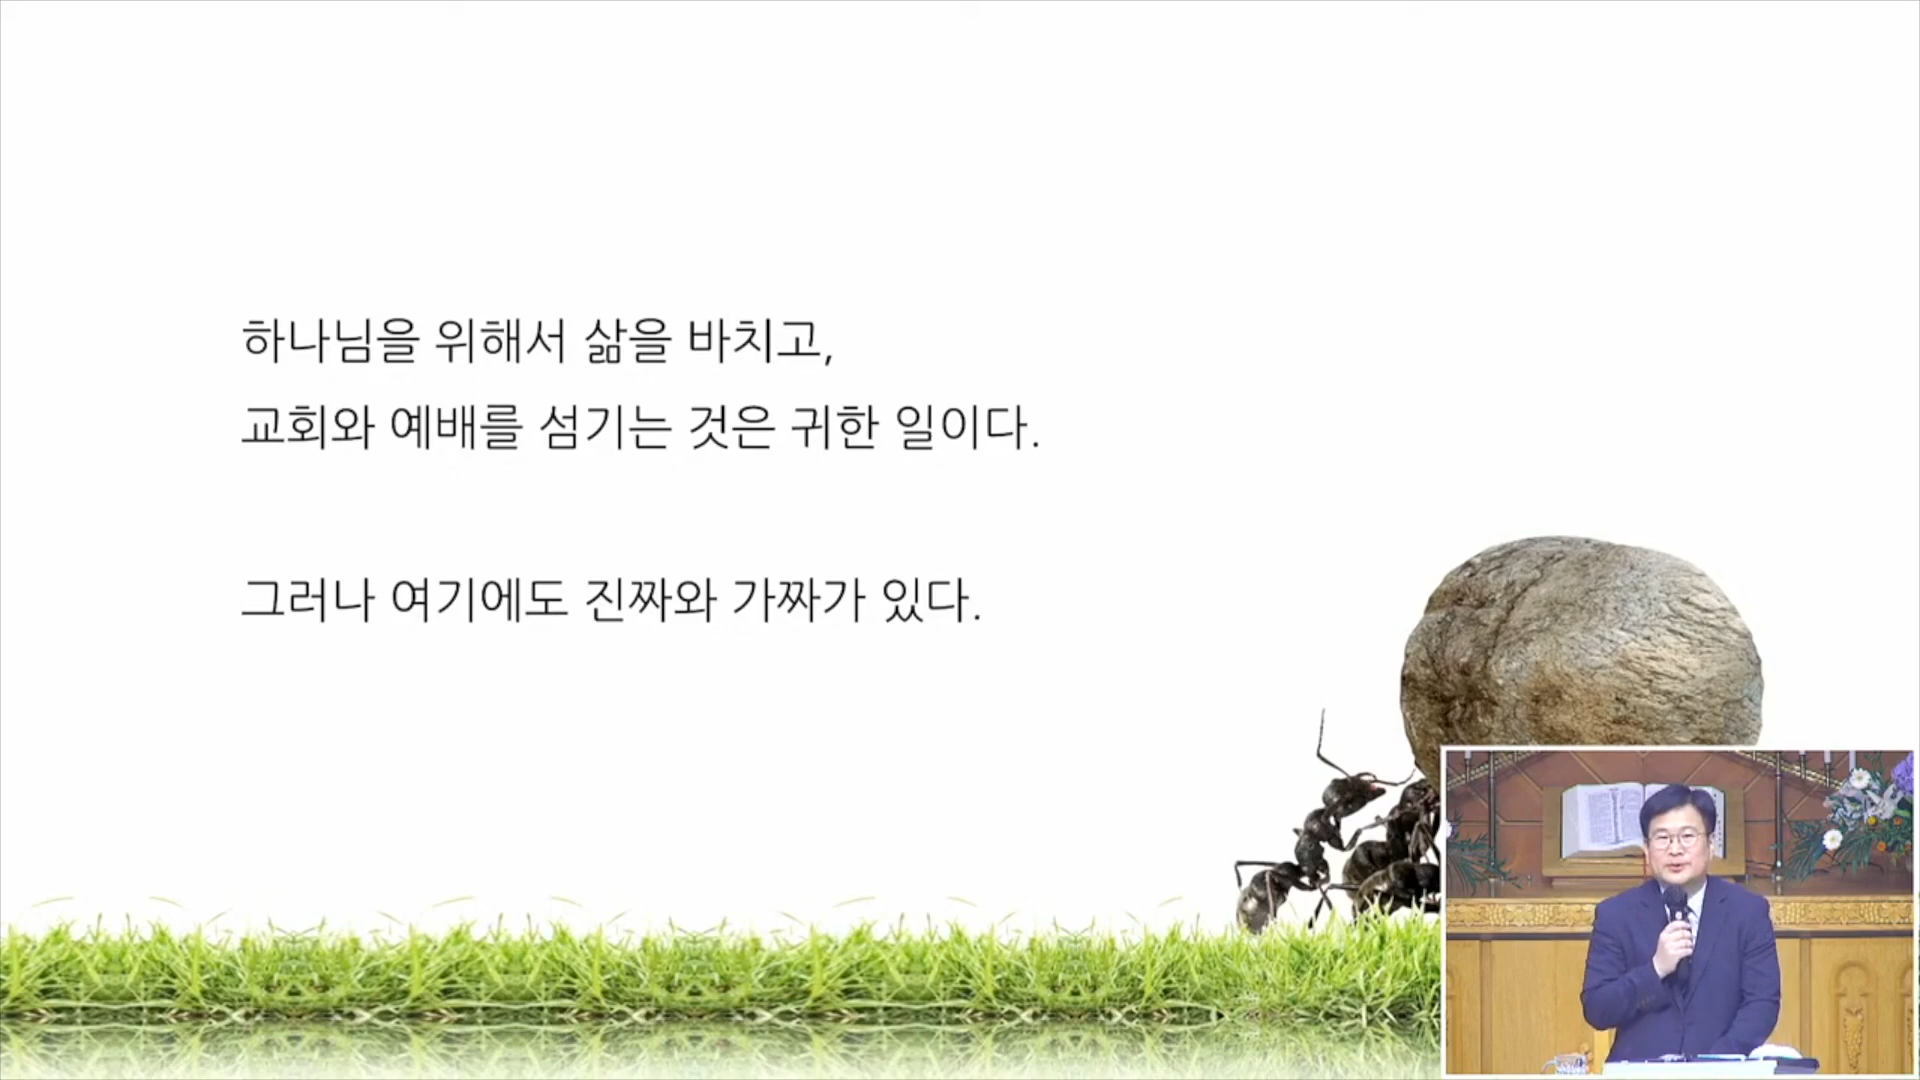 하나님을 위해서 삶을 바치고,
교회와 예배를 섬기는 것은 귀한 일이다.
그러나 여기에도 진짜와 가짜가 있다.